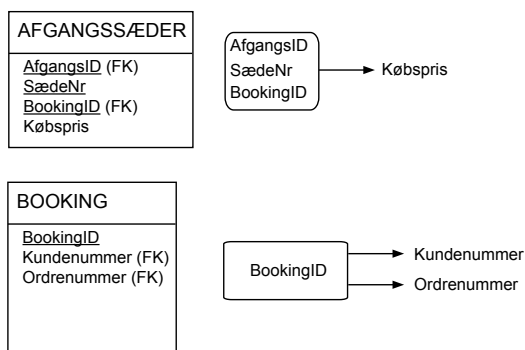 AFGANGSSÆDER
AfgangsID (FK)
SædeNr
BookingID (FK)
Købspris
AfgangsID
SædeNr
BookingID
Købspris
BOOKING
BookingID
Kundenummer (FK)
Ordrenummer (FK)
BookingID
Kundenummer
Ordrenummer